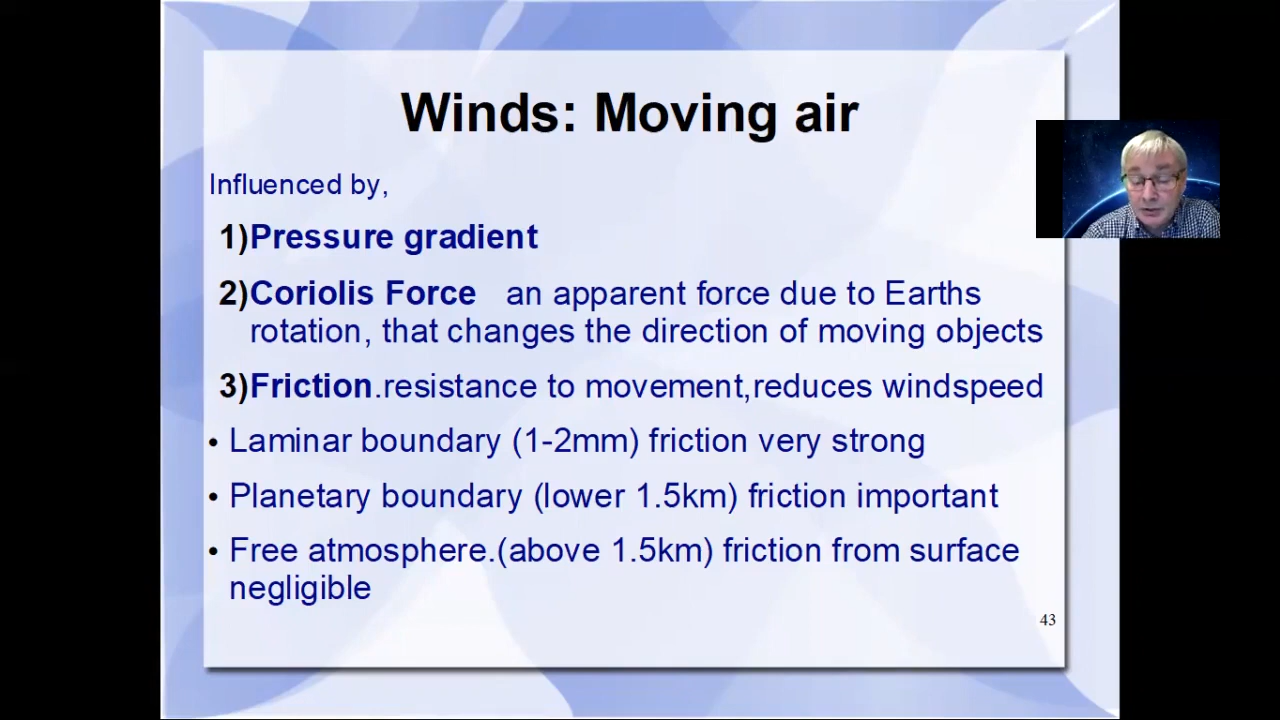 Winds: Moving air
Influenced by,
1)Pressure gradient
2)Coriolis Force an apparent force due to Earths
rotation, that changes the direction of moving objects
3)Friction.resistance to movement,reduces windspeed
• Laminar boundary (1-2mm) friction very strong
• Planetary boundary (lower 1.5km) friction important
• Free atmosphere.(above 1.5km) friction from surface
negligible
43